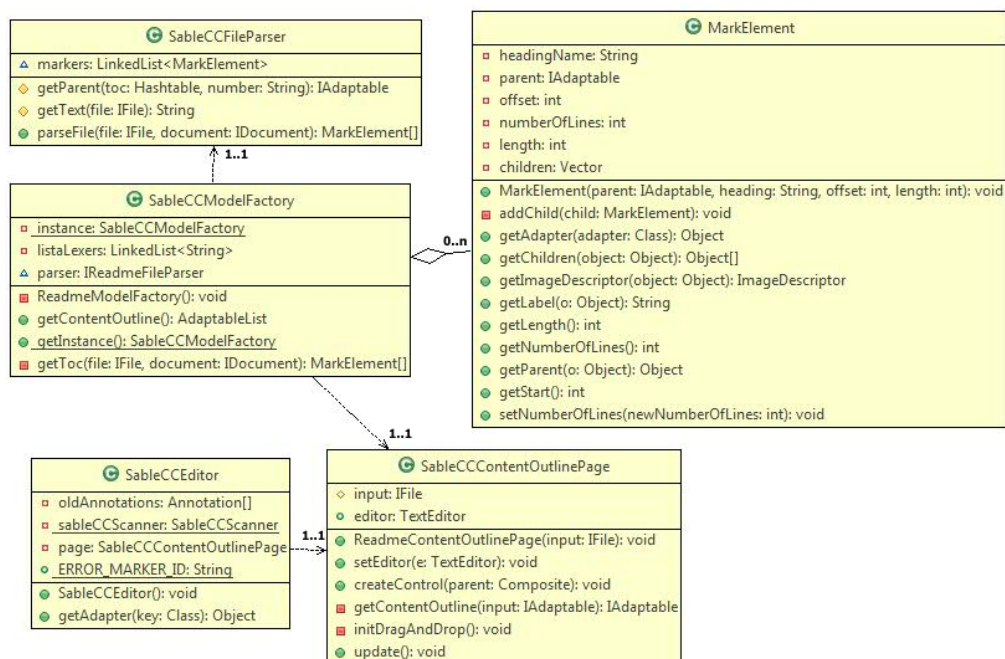 SableCCFileParser
markers: LinkedList<MarkElement>
getParent(toc: Hashtable, number: String): IAdaptable
getText(file: IFile): String
parseFile(file: IFile, document: IDocument): MarkElement[]
1..1
SableCCModelFactory
instance: SableCCModelFactory
listaLexers: LinkedList<String>
parser: IReadmeFileParser
ReadmeModelFactory(): void
getContentOutline(): AdaptableList
getInstance(): SableCCModelFactory
getToc(file: IFile, document: IDocument): MarkElement[]
0..n
MarkElement
headingName: String
parent: IAdaptable
offset: int
numberOfLines: int
length: int
children: Vector
MarkElement(parent: IAdaptable, heading: String, offset: int, length: int): void
addChild(child: MarkElement): void
getAdapter(adapter: Class): Object
getChildren(object: Object): Object[]
getImageDescriptor(object: Object): ImageDescriptor
getLabel(o: Object): String
getLength(): int
getNumberOfLines(): int
getParent(o: Object): Object
getStart(): int
setNumberOfLines(newNumberOfLines: int): void
1..1
SableCCEditor
oldAnnotations: Annotation[]
sableCCScanner: SableCCScanner
page: SableCCContentOutlinePage
ERROR_MARKER_ID: String
SableCCEditor(): void
getAdapter(key: Class): Object
1..1
SableCCContentOutlinePage
input: IFile
editor: TextEditor
ReadmeContentOutlinePage(input: IFile): void
setEditor(e: TextEditor): void
createControl(parent: Composite): void
getContentOutline(input: IAdaptable): IAdaptable
initDragAndDrop(): void
update(): void